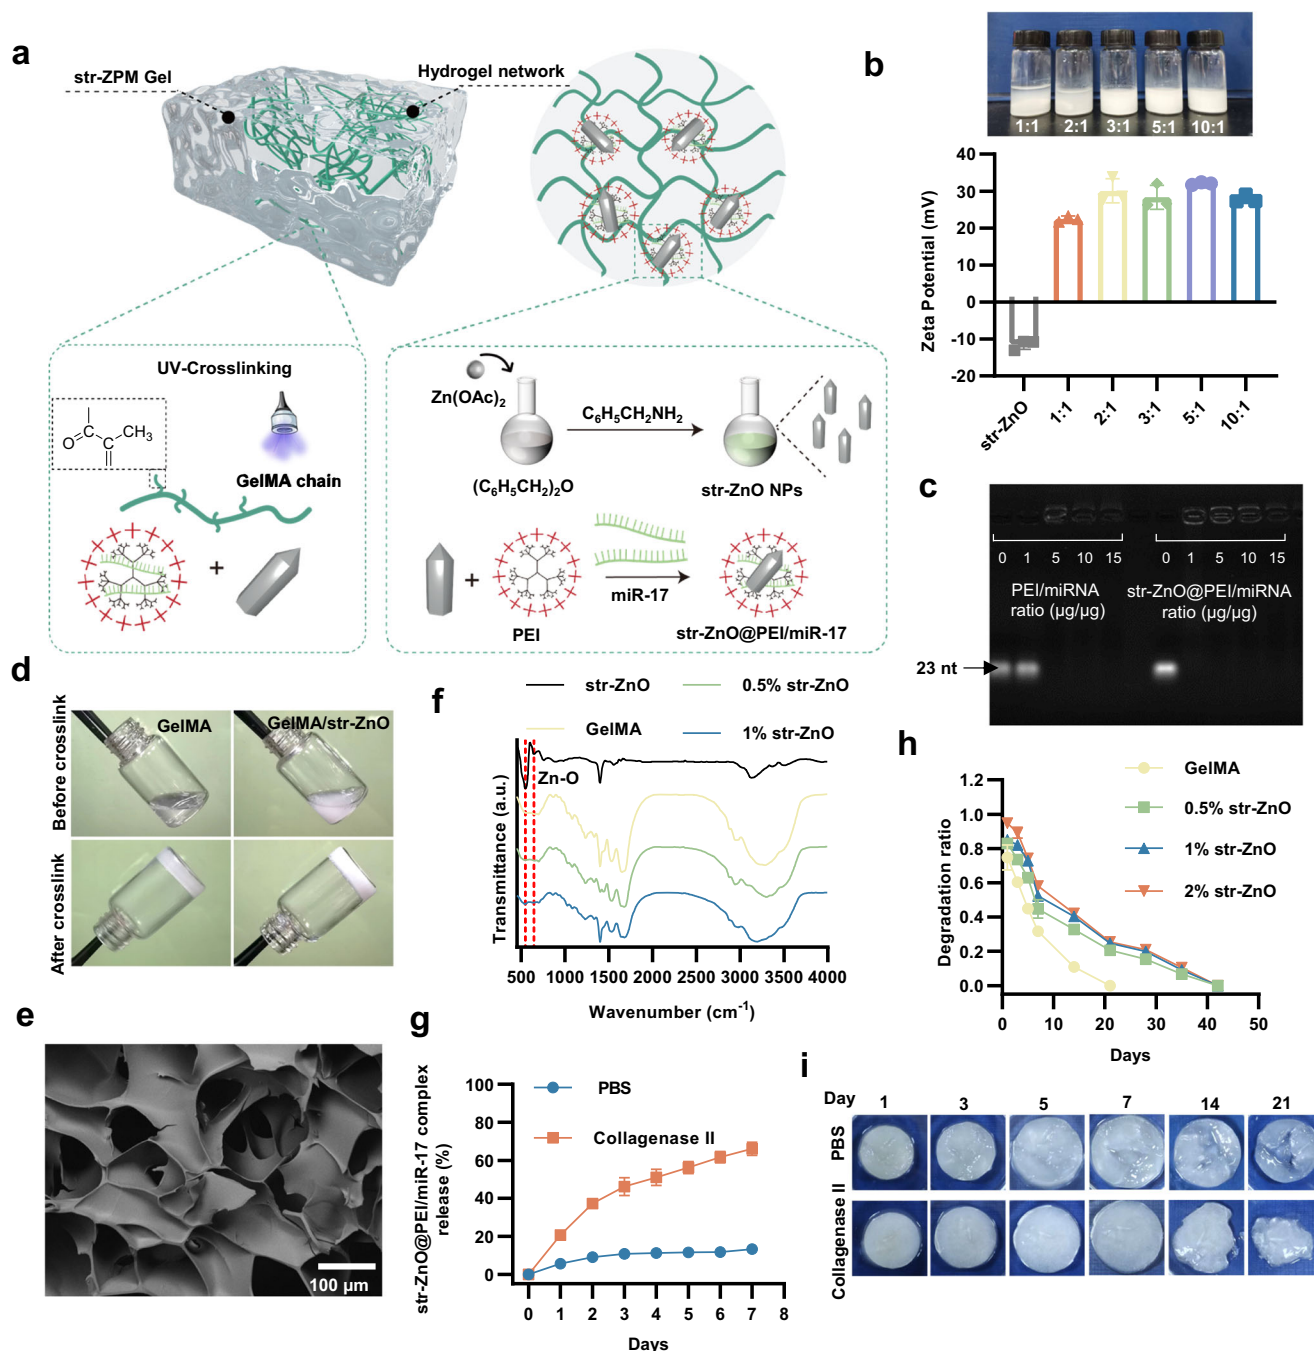 a
str-ZPM Gel
Hydrogel network
UV-Crosslinking
O
CH3
GelMA chain
+
Zn(OAc)2
C6H5CH2NH2
(C6H5CH2)2O
str-ZnO NPs
+
PEI
miR-17
str-ZnO@PEI/miR-17
b
1:1 2:1 3:1 5:1 10:1
Zeta Potential (mV)
40
30
20
10
0
-10
-20
str-ZnO 1:1 2:1 3:1 5:1 10:1
c
0 1 5 10 15 0 1 5 10 15
PEI/miRNA
ratio (µg/µg)
str-ZnO@PEI/miRNA
ratio (µg/µg)
23 nt
d
GelMA GelMA/str-ZnO
Before crosslink
After crosslink
e
100 µm
f
str-ZnO 0.5% str-ZnO
GelMA 1% str-ZnO
Zn-O
Transmittance (a.u.)
500 1000 1500 2000 2500 3000 3500 4000
Wavenumber (cm-1)
g
str-ZnO@PEI/miR-17 complex
release (%)
100
80
60
40
20
0
PBS
Collagenase II
0 1 2 3 4 5 6 7 8
Days
h
GelMA
0.5% str-ZnO
1% str-ZnO
2% str-ZnO
Degradation ratio
1.2
1.0
0.8
0.6
0.4
0.2
0.0
0 10 20 30 40 50
Days
i
Day 1 3 5 7 14 21
PBS
Collagenase II